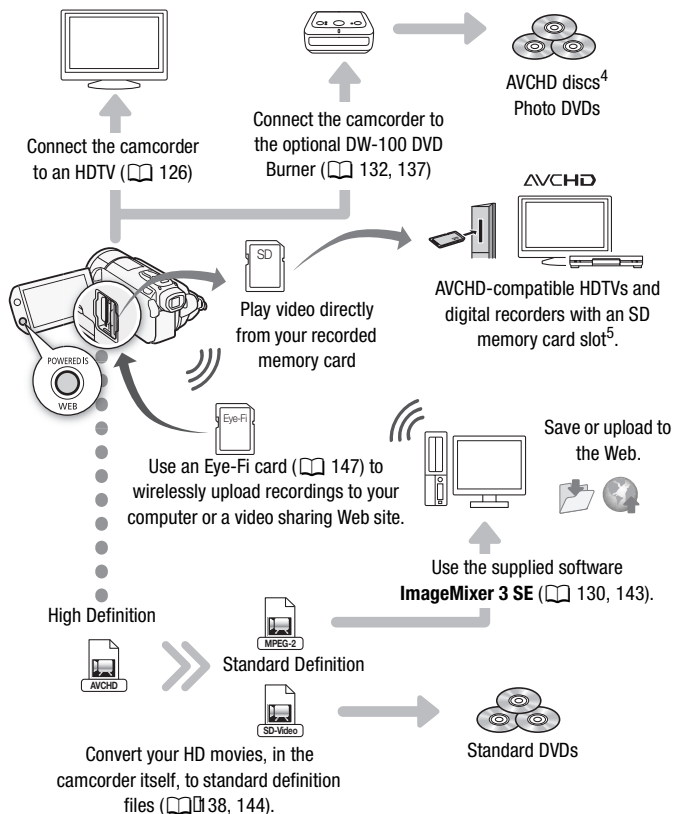 AVCHD discs4
Photo DVDs
Connect the camcorder
to an HDTV (126)
Connect the camcorder to
the optional DW-100 DVD
Burner (132, 137)
AVCHD
SD
Play video directly
from your recorded
memory card
AVCHD-compatible HDTVs and
digital recorders with an SD
memory card slot5.
POWERED IS
WEB
Eye-Fi
Use an Eye-Fi card (147) to
wirelessly upload recordings to your
computer or a video sharing Web site.
Save or upload to
the Web.
Use the supplied software
ImageMixer 3 SE (130, 143).
High Definition
AVCHD
MPEG-2
Standard Definition
SD-Video
Standard DVDs
Convert your HD movies, in the
camcorder itself, to standard definition
files (138, 144).